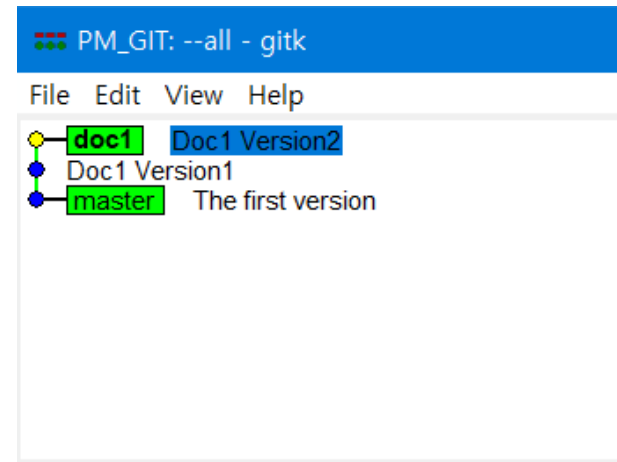 PM_GIT: --all - gitk
File Edit View Help
doc1 Doc1 Version2
Doc1 Version1
master The first version